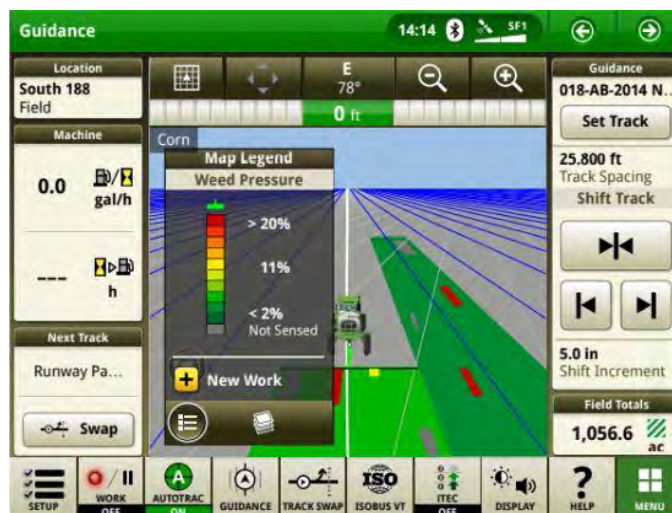 Guidance
14:14
SF1
Location
South 188
Field
Machine
0.0
gal/h
---
h
Next Track
Runway Pa...
Swap
E
78°
0 ft
Corn
Map Legend
Weed Pressure
> 20%
11%
< 2%
Not Sensed
New Work
Guidance
018-AB-2014 N...
Set Track
25.800 ft
Track Spacing
Shift Track
5.0 in
Shift Increment
Field Totals
1,056.6
ac
SETUP
WORK
OFF
A
AUTOTRAC
ON
GUIDANCE
TRACK SWAP
ISO
ISOBUS VT
ITEC
OFF
DISPLAY
?
HELP
MENU